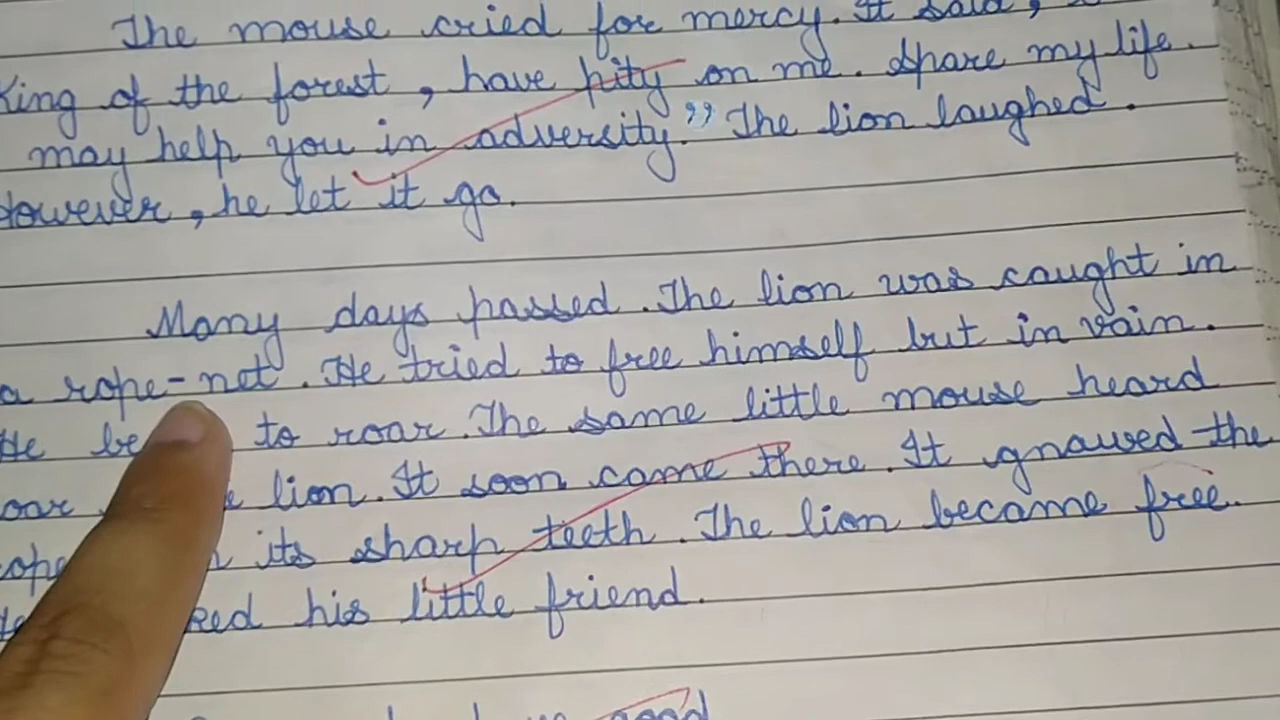 The mouse cried for mercy. It said,
King of the forest, have pity on me. Spare my life.
may help you in adversity." The lion laughed.
However, he let it go.
Many days passed. The lion was caught in
a rope-net. He tried to free himself but in vain.
He be to roar. The same little mouse heard
lion. It soon came there. It gnawed the
its sharp teeth. The lion became free.
his little friend.
good